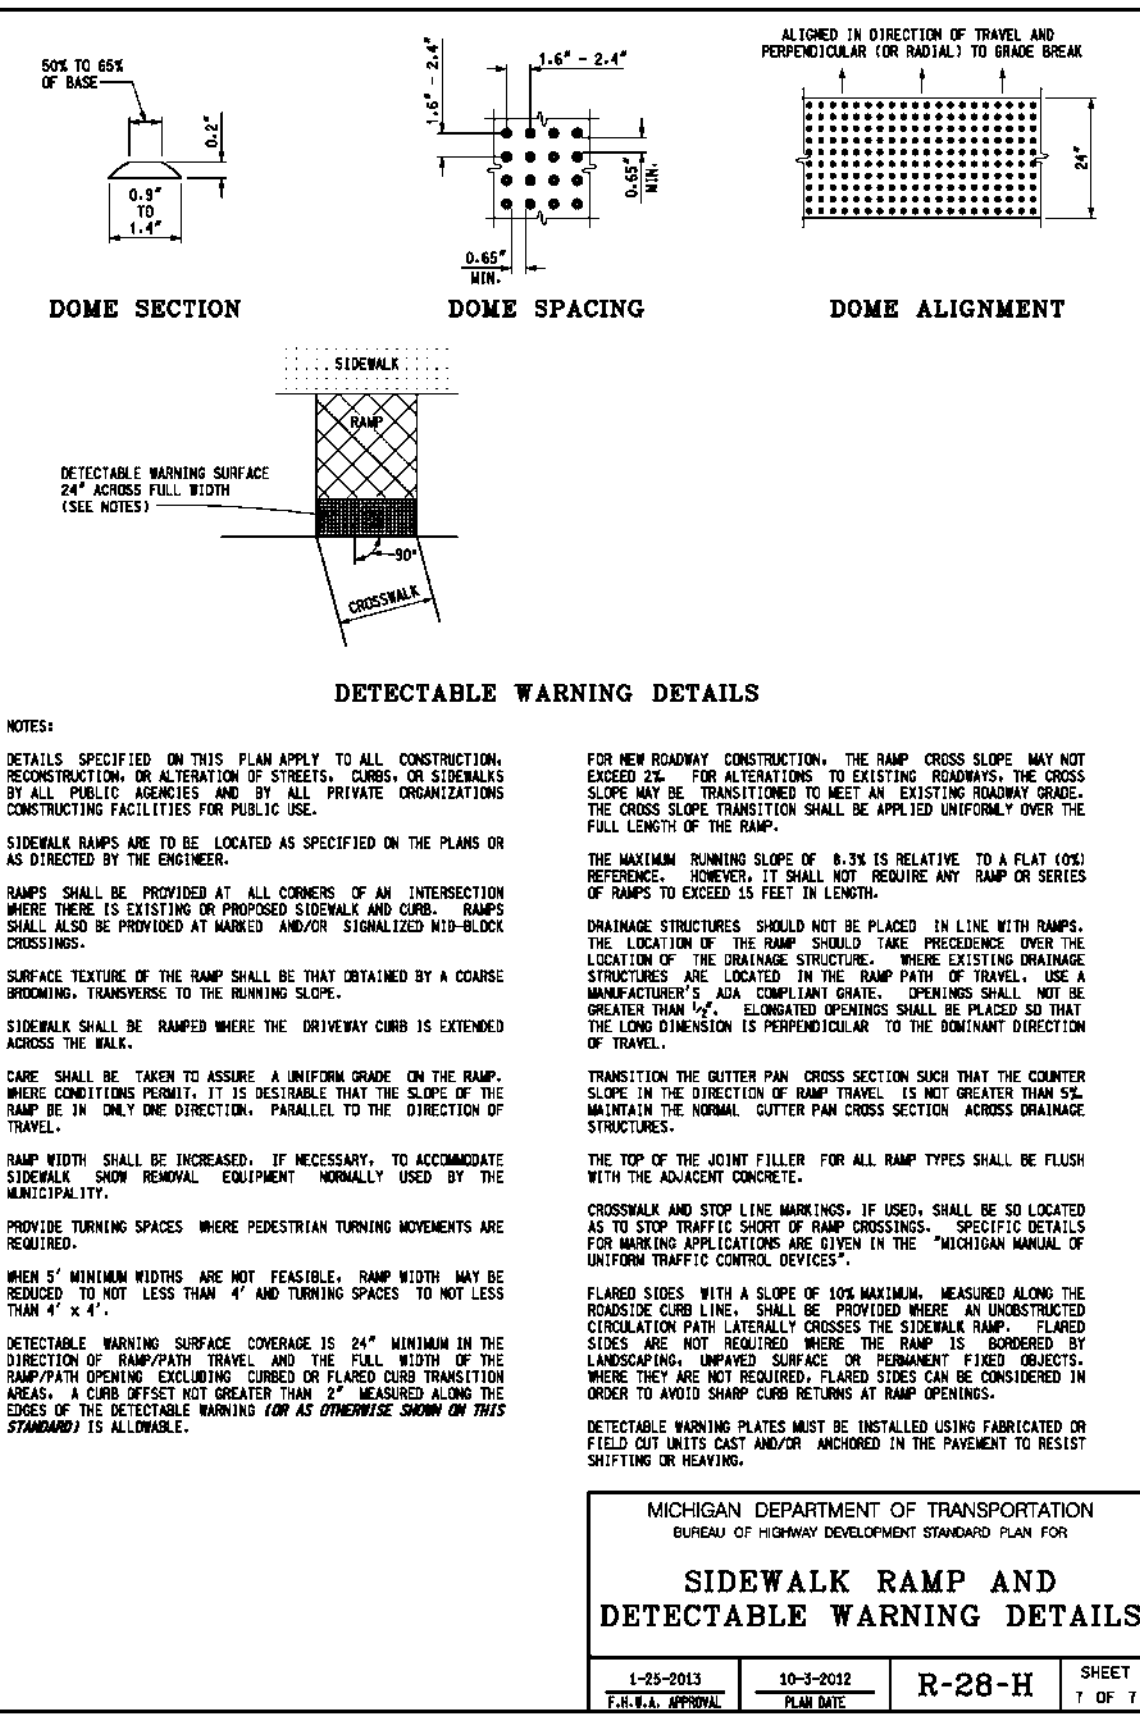 50% TO 65%
OF BASE
0.2"
0.9"
TO
1.4"
DOME SECTION
1.6" - 2.4"
1.6" - 2.4"
0.65"
MIN.
0.65"
MIN.
DOME SPACING
ALIGNED IN DIRECTION OF TRAVEL AND
PERPENDICULAR (OR RADIAL) TO GRADE BREAK
24"
DOME ALIGNMENT
SIDEWALK
RAMP
DETECTABLE WARNING SURFACE
24" ACROSS FULL WIDTH
(SEE NOTES)
90°
CROSSWALK
DETECTABLE WARNING DETAILS
NOTES:
DETAILS SPECIFIED ON THIS PLAN APPLY TO ALL CONSTRUCTION,
RECONSTRUCTION, OR ALTERATION OF STREETS, CURBS, OR SIDEWALKS
BY ALL PUBLIC AGENCIES AND BY ALL PRIVATE ORGANIZATIONS
CONSTRUCTING FACILITIES FOR PUBLIC USE.
SIDEWALK RAMPS ARE TO BE LOCATED AS SPECIFIED ON THE PLANS OR
AS DIRECTED BY THE ENGINEER.
RAMPS SHALL BE PROVIDED AT ALL CORNERS OF AN INTERSECTION
WHERE THERE IS EXISTING OR PROPOSED SIDEWALK AND CURB. RAMPS
SHALL ALSO BE PROVIDED AT MARKED AND/OR SIGNALIZED MID-BLOCK
CROSSINGS.
SURFACE TEXTURE OF THE RAMP SHALL BE THAT OBTAINED BY A COARSE
BROOMING, TRANSVERSE TO THE RUNNING SLOPE.
SIDEWALK SHALL BE RAMPED WHERE THE DRIVEWAY CURB IS EXTENDED
ACROSS THE WALK.
CARE SHALL BE TAKEN TO ASSURE A UNIFORM GRADE ON THE RAMP.
WHERE CONDITIONS PERMIT, IT IS DESIRABLE THAT THE SLOPE OF THE
RAMP BE IN ONLY ONE DIRECTION, PARALLEL TO THE DIRECTION OF
TRAVEL.
RAMP WIDTH SHALL BE INCREASED, IF NECESSARY, TO ACCOMMODATE
SIDEWALK SNOW REMOVAL EQUIPMENT NORMALLY USED BY THE
MUNICIPALITY.
PROVIDE TURNING SPACES WHERE PEDESTRIAN TURNING MOVEMENTS ARE
REQUIRED.
WHEN 5' MINIMUM WIDTHS ARE NOT FEASIBLE, RAMP WIDTH MAY BE
REDUCED TO NOT LESS THAN 4' AND TURNING SPACES TO NOT LESS
THAN 4' x 4'.
DETECTABLE WARNING SURFACE COVERAGE IS 24" MINIMUM IN THE
DIRECTION OF RAMP/PATH TRAVEL AND THE FULL WIDTH OF THE
RAMP/PATH OPENING EXCLUDING CURBED OR FLARED CURB TRANSITION
AREAS. A CURB OFFSET NOT GREATER THAN 2" MEASURED ALONG THE
EDGES OF THE DETECTABLE WARNING (OR AS OTHERWISE SHOWN ON THIS
STANDARD) IS ALLOWABLE.
FOR NEW ROADWAY CONSTRUCTION, THE RAMP CROSS SLOPE MAY NOT
EXCEED 2%. FOR ALTERATIONS TO EXISTING ROADWAYS, THE CROSS
SLOPE MAY BE TRANSITIONED TO MEET AN EXISTING ROADWAY GRADE.
THE CROSS SLOPE TRANSITION SHALL BE APPLIED UNIFORMLY OVER THE
FULL LENGTH OF THE RAMP.
THE MAXIMUM RUNNING SLOPE OF 8.3% IS RELATIVE TO A FLAT (0%)
REFERENCE. HOWEVER, IT SHALL NOT REQUIRE ANY RAMP OR SERIES
OF RAMPS TO EXCEED 15 FEET IN LENGTH.
DRAINAGE STRUCTURES SHOULD NOT BE PLACED IN LINE WITH RAMPS.
THE LOCATION OF THE RAMP SHOULD TAKE PRECEDENCE OVER THE
LOCATION OF THE DRAINAGE STRUCTURE. WHERE EXISTING DRAINAGE
STRUCTURES ARE LOCATED IN THE RAMP PATH OF TRAVEL, USE A
MANUFACTURER'S ADA COMPLIANT GRATE. OPENINGS SHALL NOT BE
GREATER THAN 1/2". ELONGATED OPENINGS SHALL BE PLACED SO THAT
THE LONG DIMENSION IS PERPENDICULAR TO THE DOMINANT DIRECTION
OF TRAVEL.
TRANSITION THE GUTTER PAN CROSS SECTION SUCH THAT THE COUNTER
SLOPE IN THE DIRECTION OF RAMP TRAVEL IS NOT GREATER THAN 5%.
MAINTAIN THE NORMAL GUTTER PAN CROSS SECTION ACROSS DRAINAGE
STRUCTURES.
THE TOP OF THE JOINT FILLER FOR ALL RAMP TYPES SHALL BE FLUSH
WITH THE ADJACENT CONCRETE.
CROSSWALK AND STOP LINE MARKINGS, IF USED, SHALL BE SO LOCATED
AS TO STOP TRAFFIC SHORT OF RAMP CROSSINGS. SPECIFIC DETAILS
FOR MARKING APPLICATIONS ARE GIVEN IN THE "MICHIGAN MANUAL OF
UNIFORM TRAFFIC CONTROL DEVICES".
FLARED SIDES WITH A SLOPE OF 10% MAXIMUM, MEASURED ALONG THE
ROADSIDE CURB LINE, SHALL BE PROVIDED WHERE AN UNOBSTRUCTED
CIRCULATION PATH LATERALLY CROSSES THE SIDEWALK RAMP. FLARED
SIDES ARE NOT REQUIRED WHERE THE RAMP IS BORDERED BY
LANDSCAPING, UNPAVED SURFACE OR PERMANENT FIXED OBJECTS.
WHERE THEY ARE NOT REQUIRED, FLARED SIDES CAN BE CONSIDERED IN
ORDER TO AVOID SHARP CURB RETURNS AT RAMP OPENINGS.
DETECTABLE WARNING PLATES MUST BE INSTALLED USING FABRICATED OR
FIELD CUT UNITS CAST AND/OR ANCHORED IN THE PAVEMENT TO RESIST
SHIFTING OR HEAVING.
MICHIGAN DEPARTMENT OF TRANSPORTATION
BUREAU OF HIGHWAY DEVELOPMENT STANDARD PLAN FOR
SIDEWALK RAMP AND
DETECTABLE WARNING DETAILS
1-25-2013
F.H.W.A. APPROVAL
10-3-2012
PLAN DATE
R-28-H
SHEET
7 OF 7